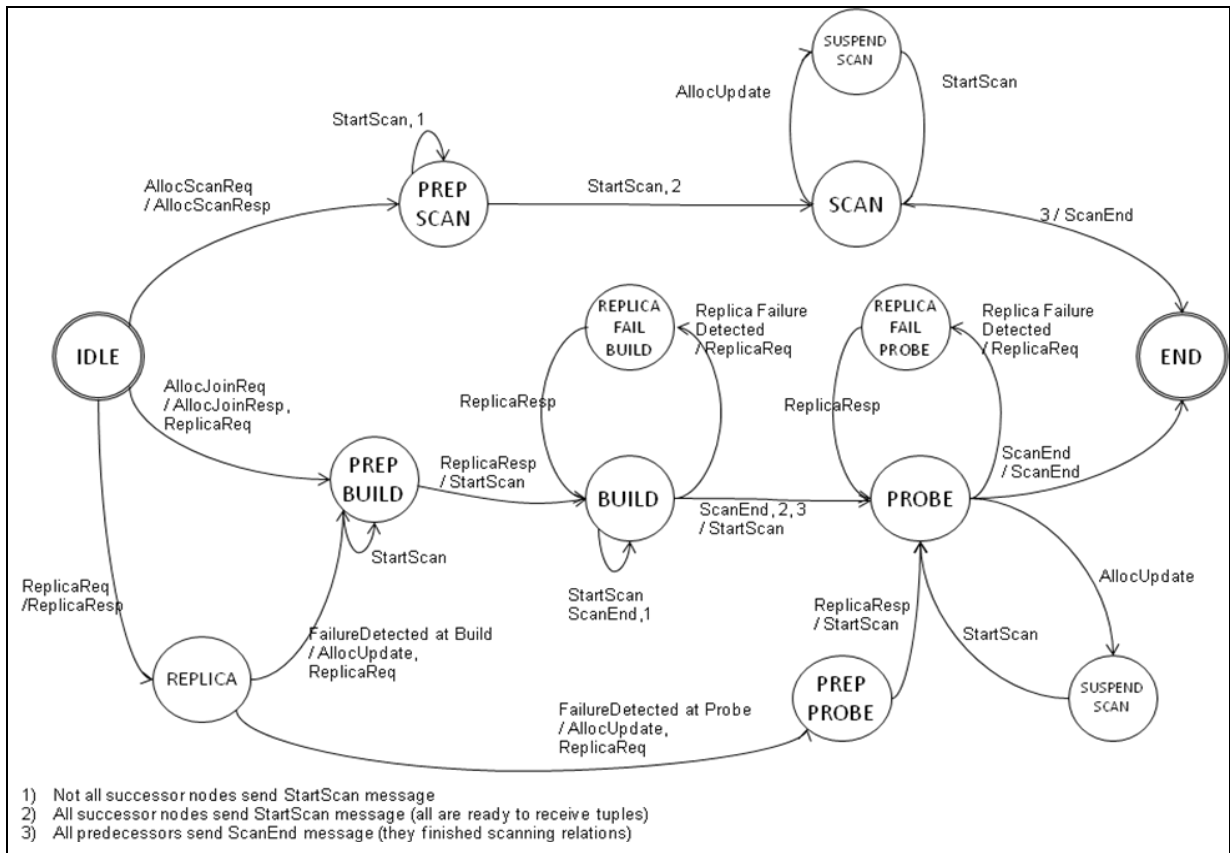 SUSPEND
SCAN
AllocUpdate
StartScan
StartScan, 1
AllocScanReq
/ AllocScanResp
PREP
SCAN
StartScan, 2
SCAN
3 / ScanEnd
IDLE
REPLICA
FAIL
BUILD
Replica Failure
Detected
/ ReplicaReq
REPLICA
FAIL
PROBE
Replica Failure
Detected
/ ReplicaReq
END
AllocJoinReq
/ AllocJoinResp,
ReplicaReq
ReplicaResp
ReplicaResp
PREP
BUILD
ReplicaResp
/ StartScan
BUILD
ScanEnd, 2, 3
/ StartScan
PROBE
ScanEnd
/ ScanEnd
StartScan
StartScan
ScanEnd,1
AllocUpdate
ReplicaReq
/ReplicaResp
REPLICA
FailureDetected at Build
/ AllocUpdate,
ReplicaReq
ReplicaResp
/ StartScan
StartScan
SUSPEND
SCAN
PREP
PROBE
FailureDetected at Probe
/ AllocUpdate,
ReplicaReq
1) Not all successor nodes send StartScan message
2) All successor nodes send StartScan message (all are ready to receive tuples)
3) All predecessors send ScanEnd message (they finished scanning relations)